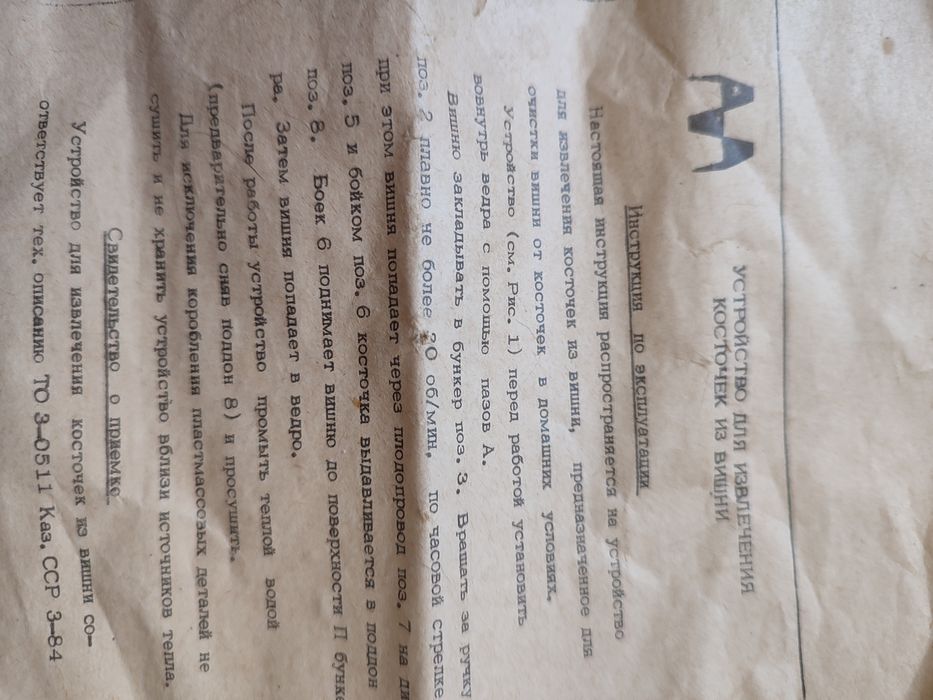 УСТРОЙСТВО ДЛЯ ИЗВЛЕЧЕНИЯ
КОСТОЧЕК ИЗ ВИШНИ
Инструкция по эксплуатации
Настоящая инструкция распространяется на устройство
для извлечения косточек из вишни, предназначенное для
очистки вишни от косточек в домашних условиях.
Устройство (см. рис. 1) перед работой установить
вовнутрь ведра с помощью пазов А.
Вишню закладывать в бункер поз. 3. Вращать за ручку
поз. 2 плавно не более 20 об/мин. по часовой стрелке
при этом вишня попадает через плодопровод поз. 7 на ди
поз. 5 и бойком поз. 6 косточка выдавливается в поддон
поз. 8. Боек 6 поднимает вишню до поверхности П бунке
ра. Затем вишня попадает в ведро.
После работы устройство промыть теплой водой
(предварительно сняв поддон 8) и просушить.
Для исключения коробления пластмассовых деталей не
сушить и не хранить устройство вблизи источников тепла.
Свидетельство о приемке
Устройство для извлечения косточек из вишни со-
ответствует тех. описанию ТО 3-0511 Каз. ССР 3-84